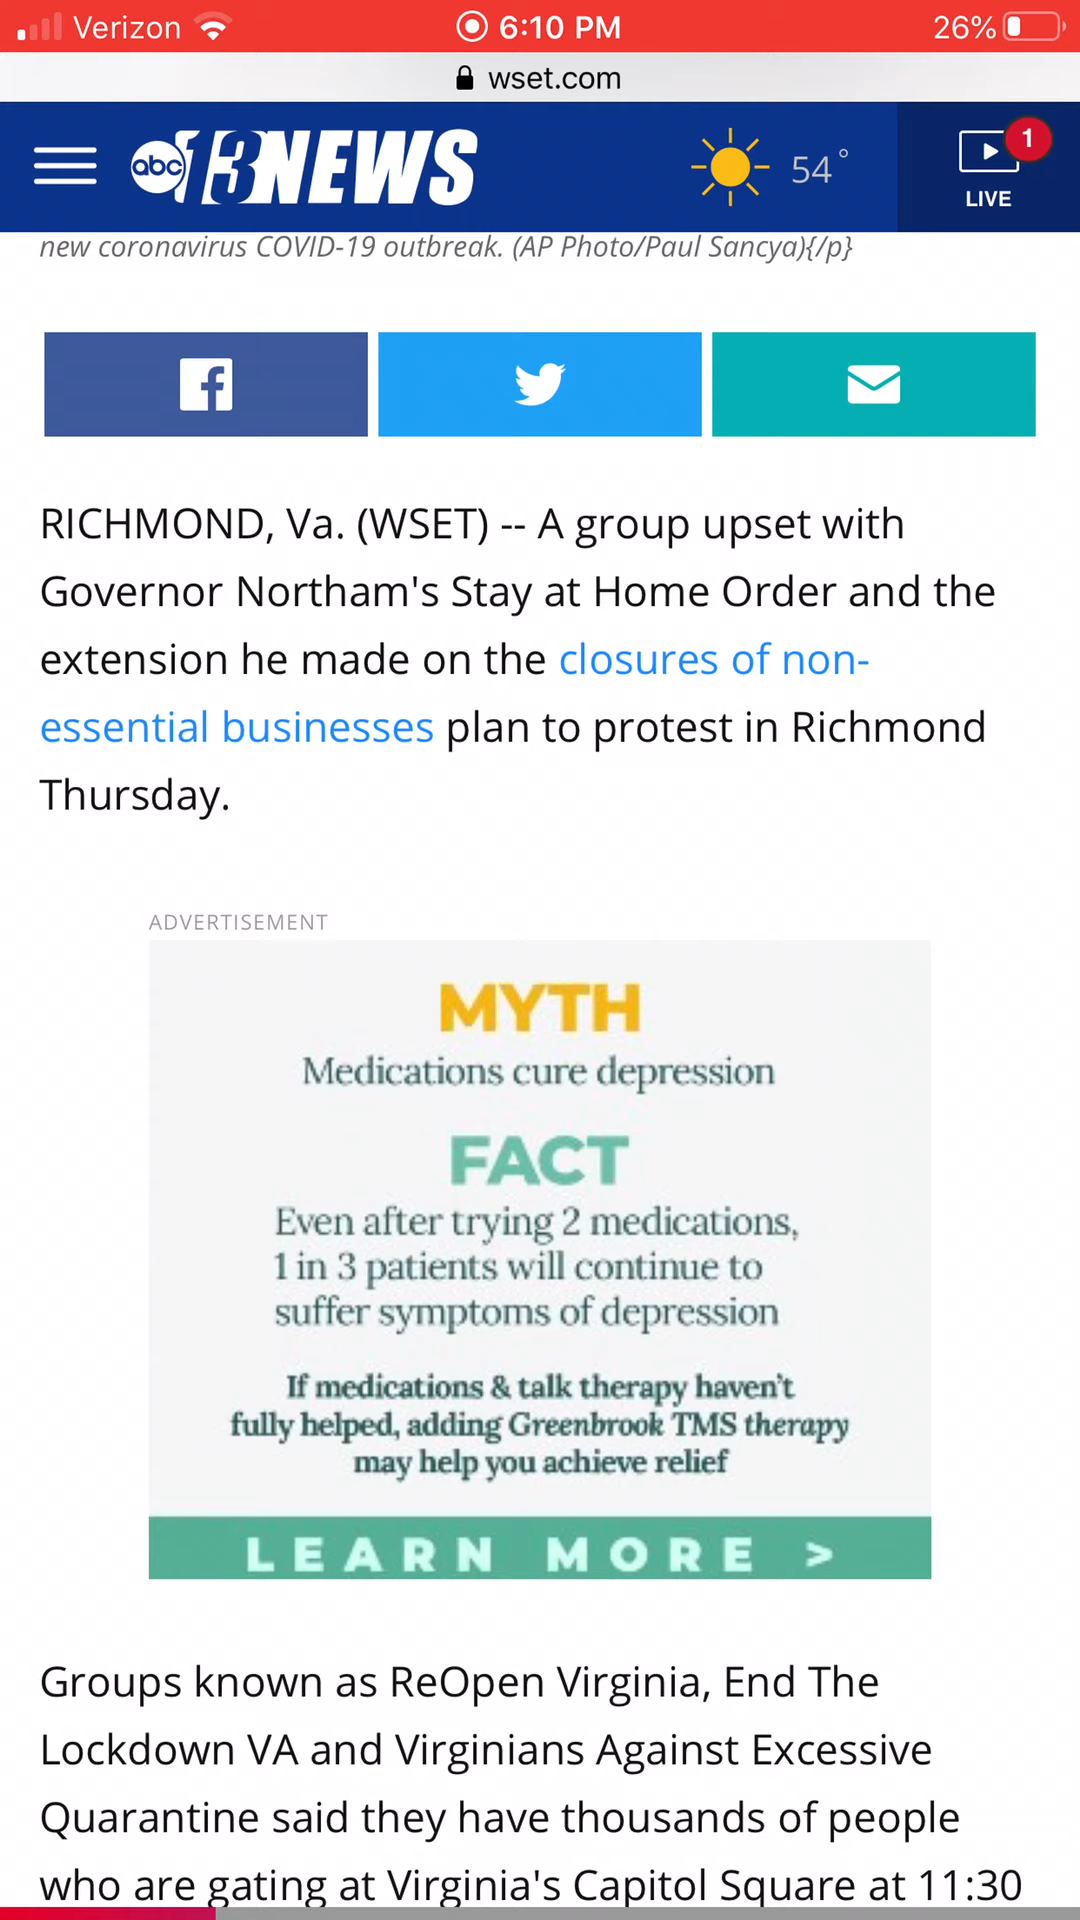 Verizon 6:10 PM 26%
wset.com
abc 13 NEWS 54° 1
LIVE
new coronavirus COVID-19 outbreak. (AP Photo/Paul Sancya){/p}
RICHMOND, Va. (WSET) -- A group upset with
Governor Northam's Stay at Home Order and the
extension he made on the closures of non-
essential businesses plan to protest in Richmond
Thursday.
ADVERTISEMENT
MYTH
Medications cure depression
FACT
Even after trying 2 medications,
1 in 3 patients will continue to
suffer symptoms of depression
If medications & talk therapy haven't
fully helped, adding Greenbrook TMS therapy
may help you achieve relief
LEARN MORE >
Groups known as ReOpen Virginia, End The
Lockdown VA and Virginians Against Excessive
Quarantine said they have thousands of people
who are gating at Virginia's Capitol Square at 11:30